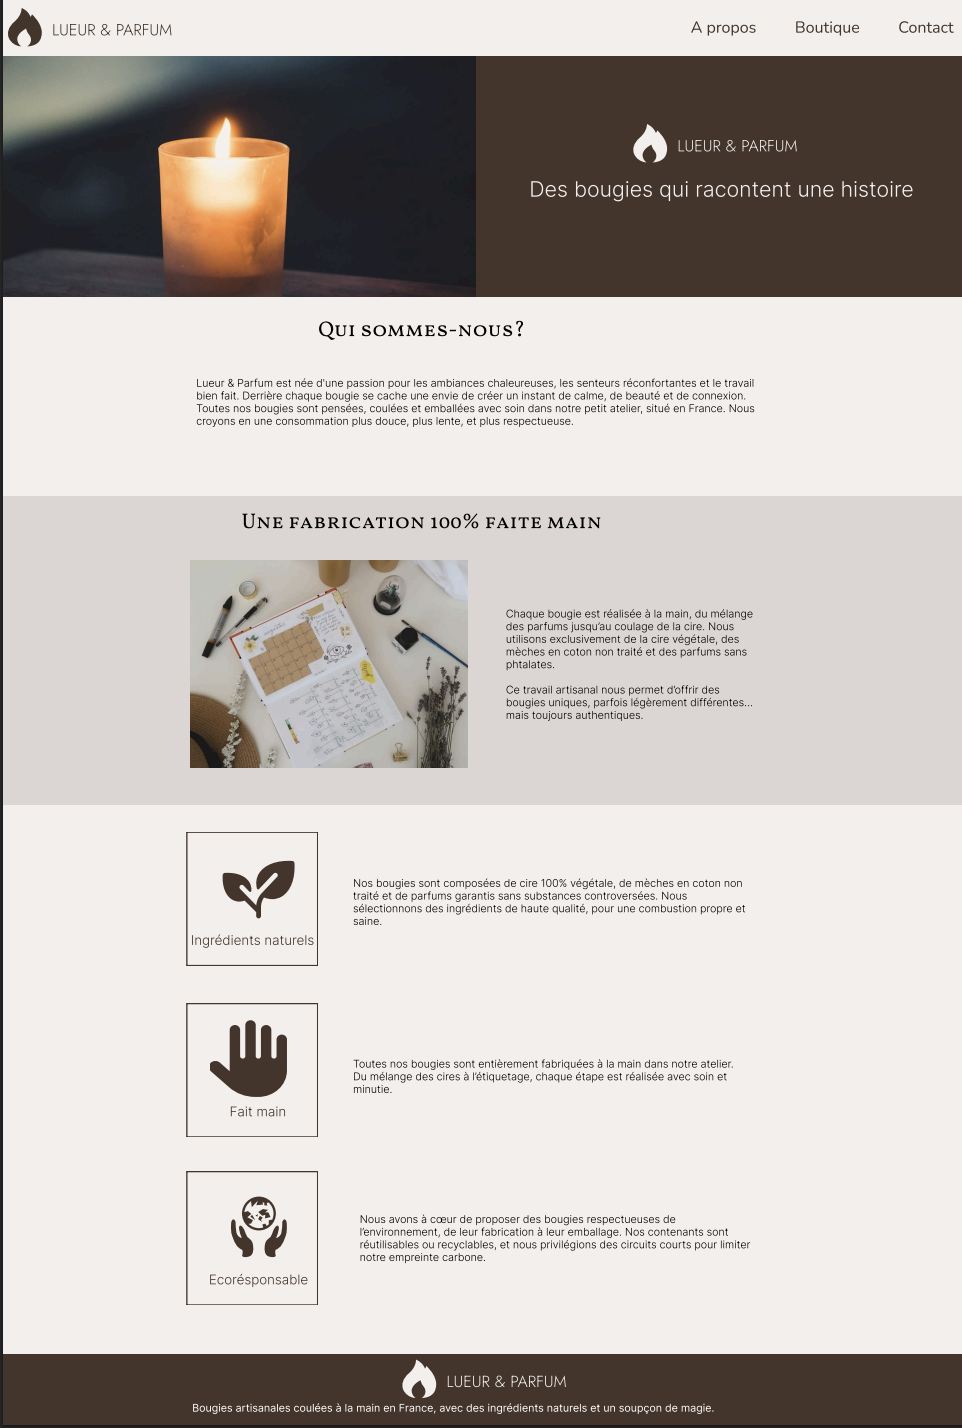 LUEUR & PARFUM
A propos
Boutique
Contact
LUEUR & PARFUM
Des bougies qui racontent une histoire
Qui sommes-nous?
Lueur & Parfum est née d'une passion pour les ambiances chaleureuses, les senteurs réconfortantes et le travail
bien fait. Derrière chaque bougie se cache une envie de créer un instant de calme, de beauté et de connexion.
Toutes nos bougies sont pensées, coulées et emballées avec soin dans notre petit atelier, situé en France. Nous
croyons en une consommation plus douce, plus lente, et plus respectueuse.
Une fabrication 100% faite main
Chaque bougie est réalisée à la main, du mélange
des parfums jusqu'au coulage de la cire. Nous
utilisons exclusivement de la cire végétale, des
mèches en coton non traité et des parfums sans
phtalates.
Ce travail artisanal nous permet d'offrir des
bougies uniques, parfois légèrement différentes...
mais toujours authentiques.
Ingrédients naturels
Nos bougies sont composées de cire 100% végétale, de mèches en coton non
traité et de parfums garantis sans substances controversées. Nous
sélectionnons des ingrédients de haute qualité, pour une combustion propre et
saine.
Fait main
Toutes nos bougies sont entièrement fabriquées à la main dans notre atelier.
Du mélange des cires à l'étiquetage, chaque étape est réalisée avec soin et
minutie.
Ecorésponsable
Nous avons à cœur de proposer des bougies respectueuses de
l'environnement, de leur fabrication à leur emballage. Nos contenants sont
réutilisables ou recyclables, et nous privilégions des circuits courts pour limiter
notre empreinte carbone.
LUEUR & PARFUM
Bougies artisanales coulées à la main en France, avec des ingrédients naturels et un soupçon de magie.